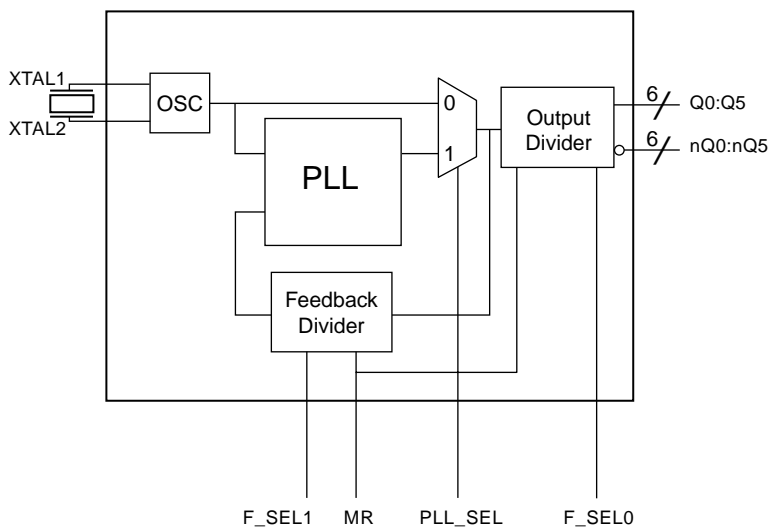 XTAL1
XTAL2
OSC
0
1
PLL
Output
Divider
6
Q0:Q5
6
nQ0:nQ5
Feedback
Divider
F_SEL1
MR
PLL_SEL
F_SEL0